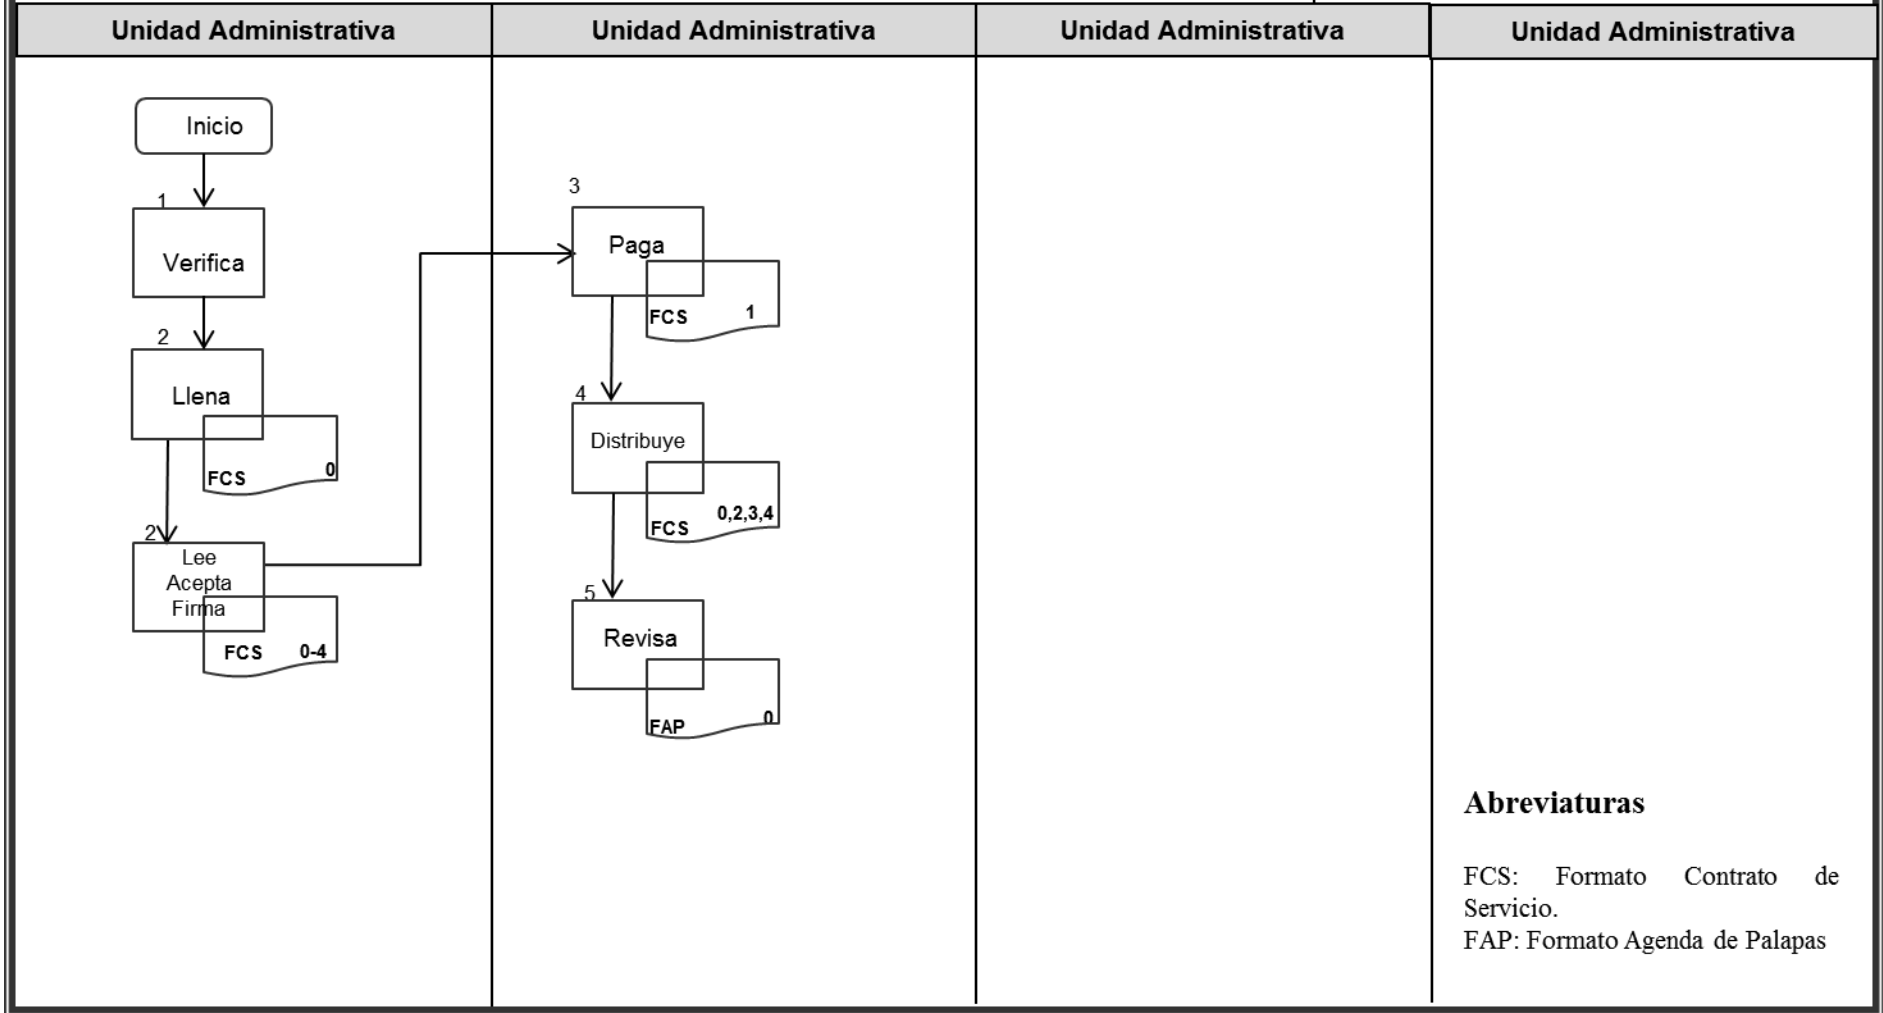 Unidad Administrativa
Unidad Administrativa
Unidad Administrativa
Unidad Administrativa
Inicio
1
Verifica
2
Llena
FCS 0
2
Lee
Acepta
Firma
FCS 0-4
3
Paga
FCS 1
4
Distribuye
FCS 0,2,3,4
5
Revisa
FAP 0
Abreviaturas
FCS: Formato Contrato de
Servicio.
FAP: Formato Agenda de Palapas